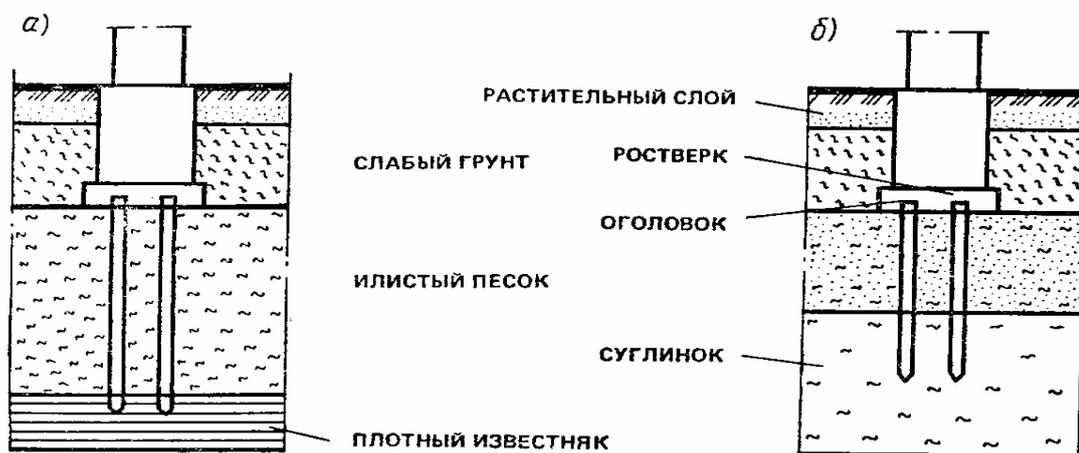 а)
б)
РАСТИТЕЛЬНЫЙ СЛОЙ
СЛАБЫЙ ГРУНТ
РОСТВЕРК
ОГОЛОВОК
ИЛИСТЫЙ ПЕСОК
СУГЛИНОК
ПЛОТНЫЙ ИЗВЕСТНЯК